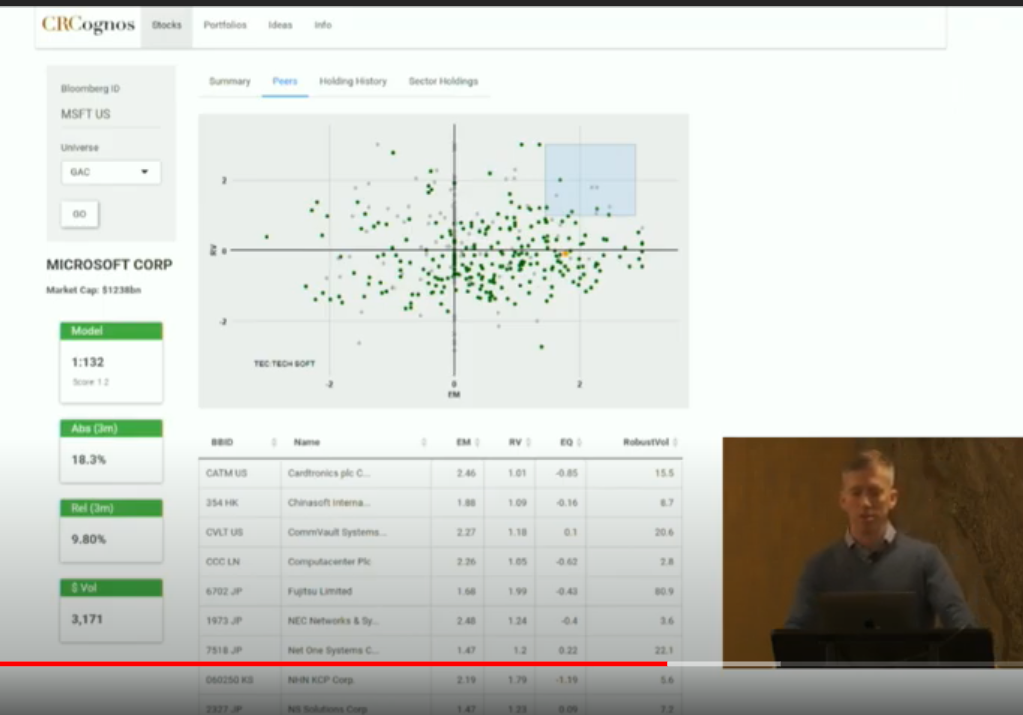 CRCognos Stocks Portfolios Ideas Info
Bloomberg ID
MSFT US
Universe
GAC
GO
MICROSOFT CORP
Market Cap: $1238bn
Model
1:132
Score 1.2
Abs (3m)
18.3%
Rel (3m)
9.80%
$ Vol
3,171
Summary Peers Holding History Sector Holdings
2
RV 0
-2
TEC:TECH SOFT
-2 0 2
EM
BBID Name EM RV EQ RobustVol
CATM US Cardtronics plc C... 2.46 1.01 -0.85 15.5
354 HK Chinasoft Interna... 1.88 1.09 -0.16 8.7
CVLT US CommVault Systems... 2.27 1.18 0.1 20.6
CCC LN Computacenter Plc 2.26 1.05 -0.62 2.8
6702 JP Fujitsu Limited 1.68 1.99 -0.43 80.9
1973 JP NEC Networks & Sy... 2.48 1.24 -0.4 3.6
7518 JP Net One Systems C... 1.47 1.2 0.22 22.1
060250 KS NHN KCP Corp. 2.19 1.79 -1.19 5.6
2327 JP NS Solutions Corp 1.47 1.23 0.09 7.2